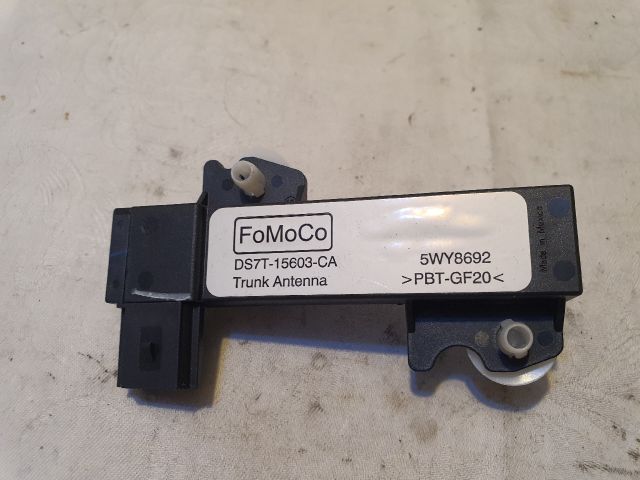 FoMoCo
DS7T-15603-CA
Trunk Antenna
5WY8692
>PBT-GF20<
Made in Mexico